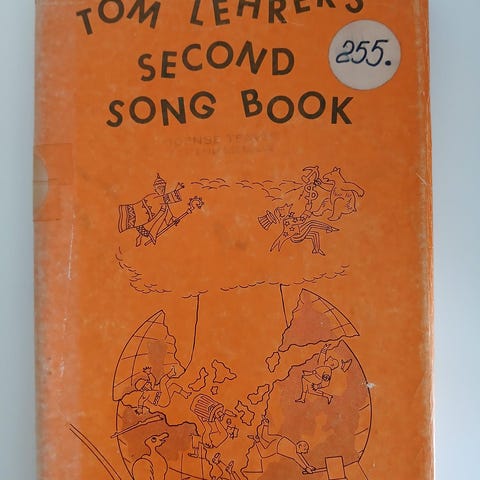 TOM LEHRER'S
255.
SECOND
SONG BOOK